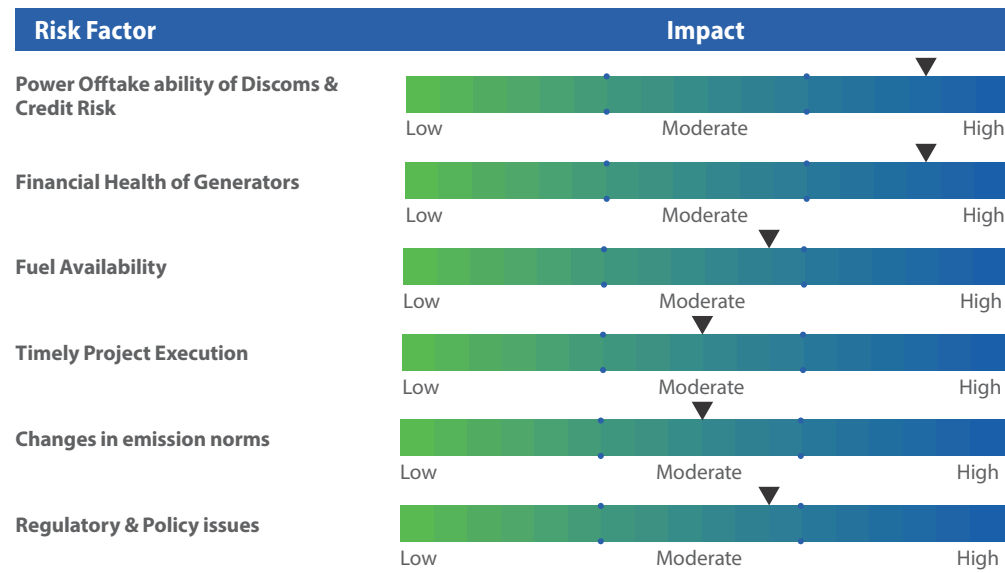 Risk Factor Impact
Power Offtake ability of Discoms &
Credit Risk
Low Moderate High
Financial Health of Generators
Low Moderate High
Fuel Availability
Low Moderate High
Timely Project Execution
Low Moderate High
Changes in emission norms
Low Moderate High
Regulatory & Policy issues
Low Moderate High